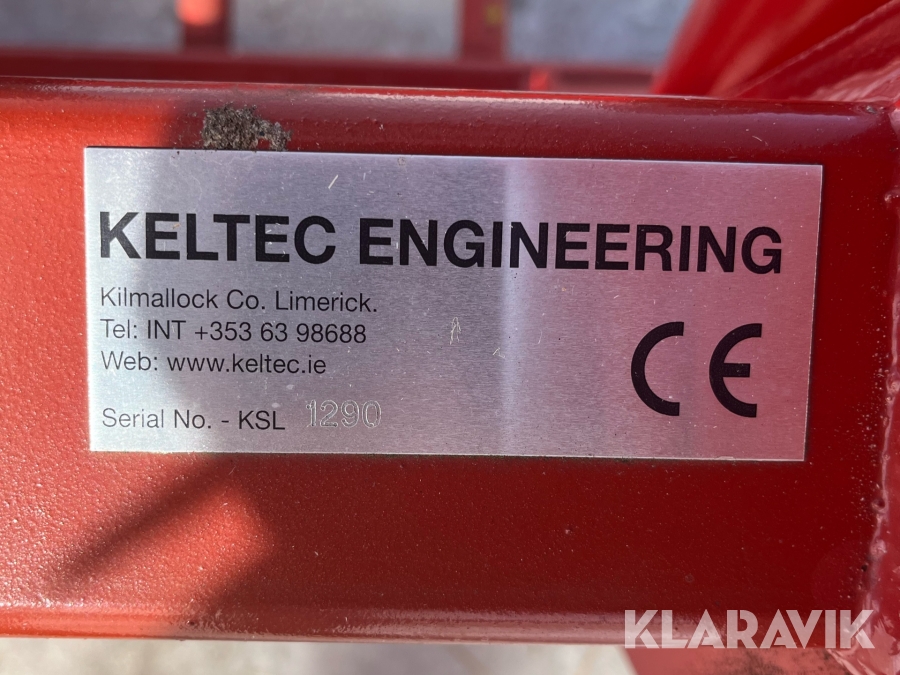 KELTEC ENGINEERING
Kilmallock Co. Limerick.
Tel: INT +353 63 98688
Web: www.keltec.ie
Serial No. - KSL 1290
CE
KLARAVIK